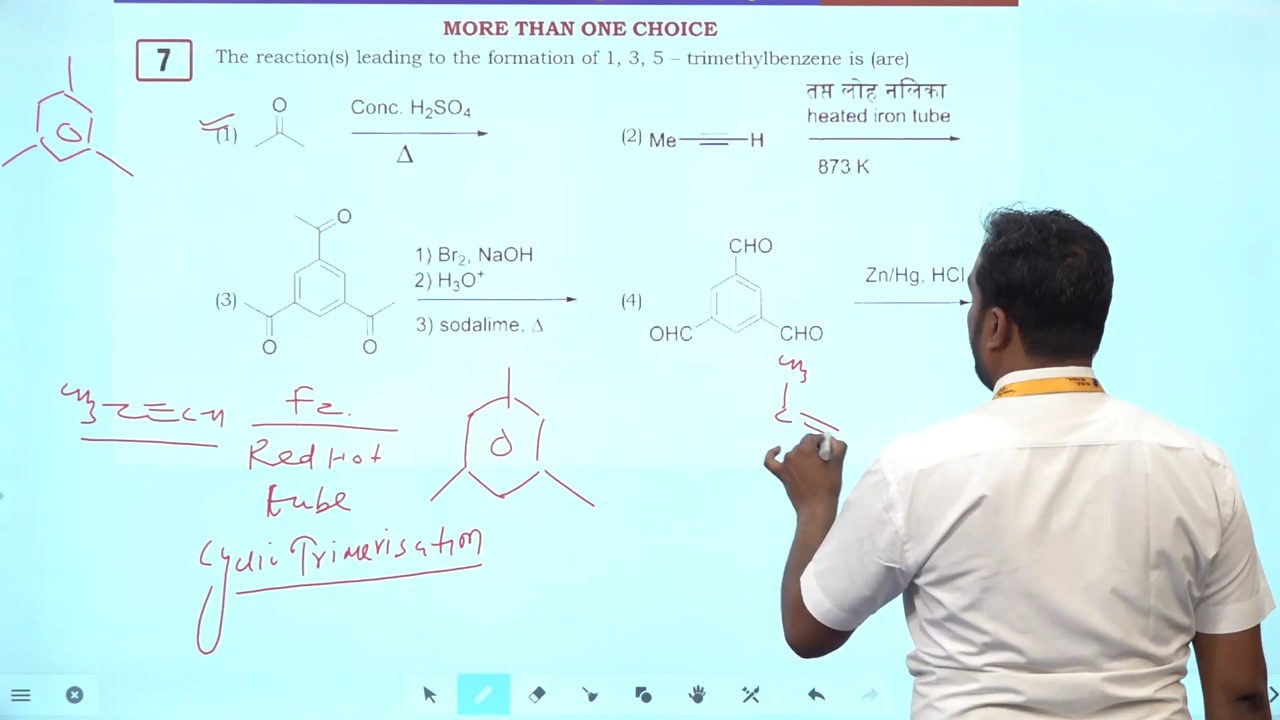 MORE THAN ONE CHOICE
7
The reaction(s) leading to the formation of 1, 3, 5 – trimethylbenzene is (are)
(1)
O
Conc. H₂SO₄
Δ
(2) Me H
तप्त लोह नलिका
heated iron tube
873 K
(3)
O
O
O
1) Br₂, NaOH
2) H₃O⁺
3) sodalime, Δ
(4)
CHO
OHC
CHO
Zn/Hg, HCl
CH₃
C
CH₃–C≡CH
Fe.
Red Hot
tube
Cyclic Trimerisation